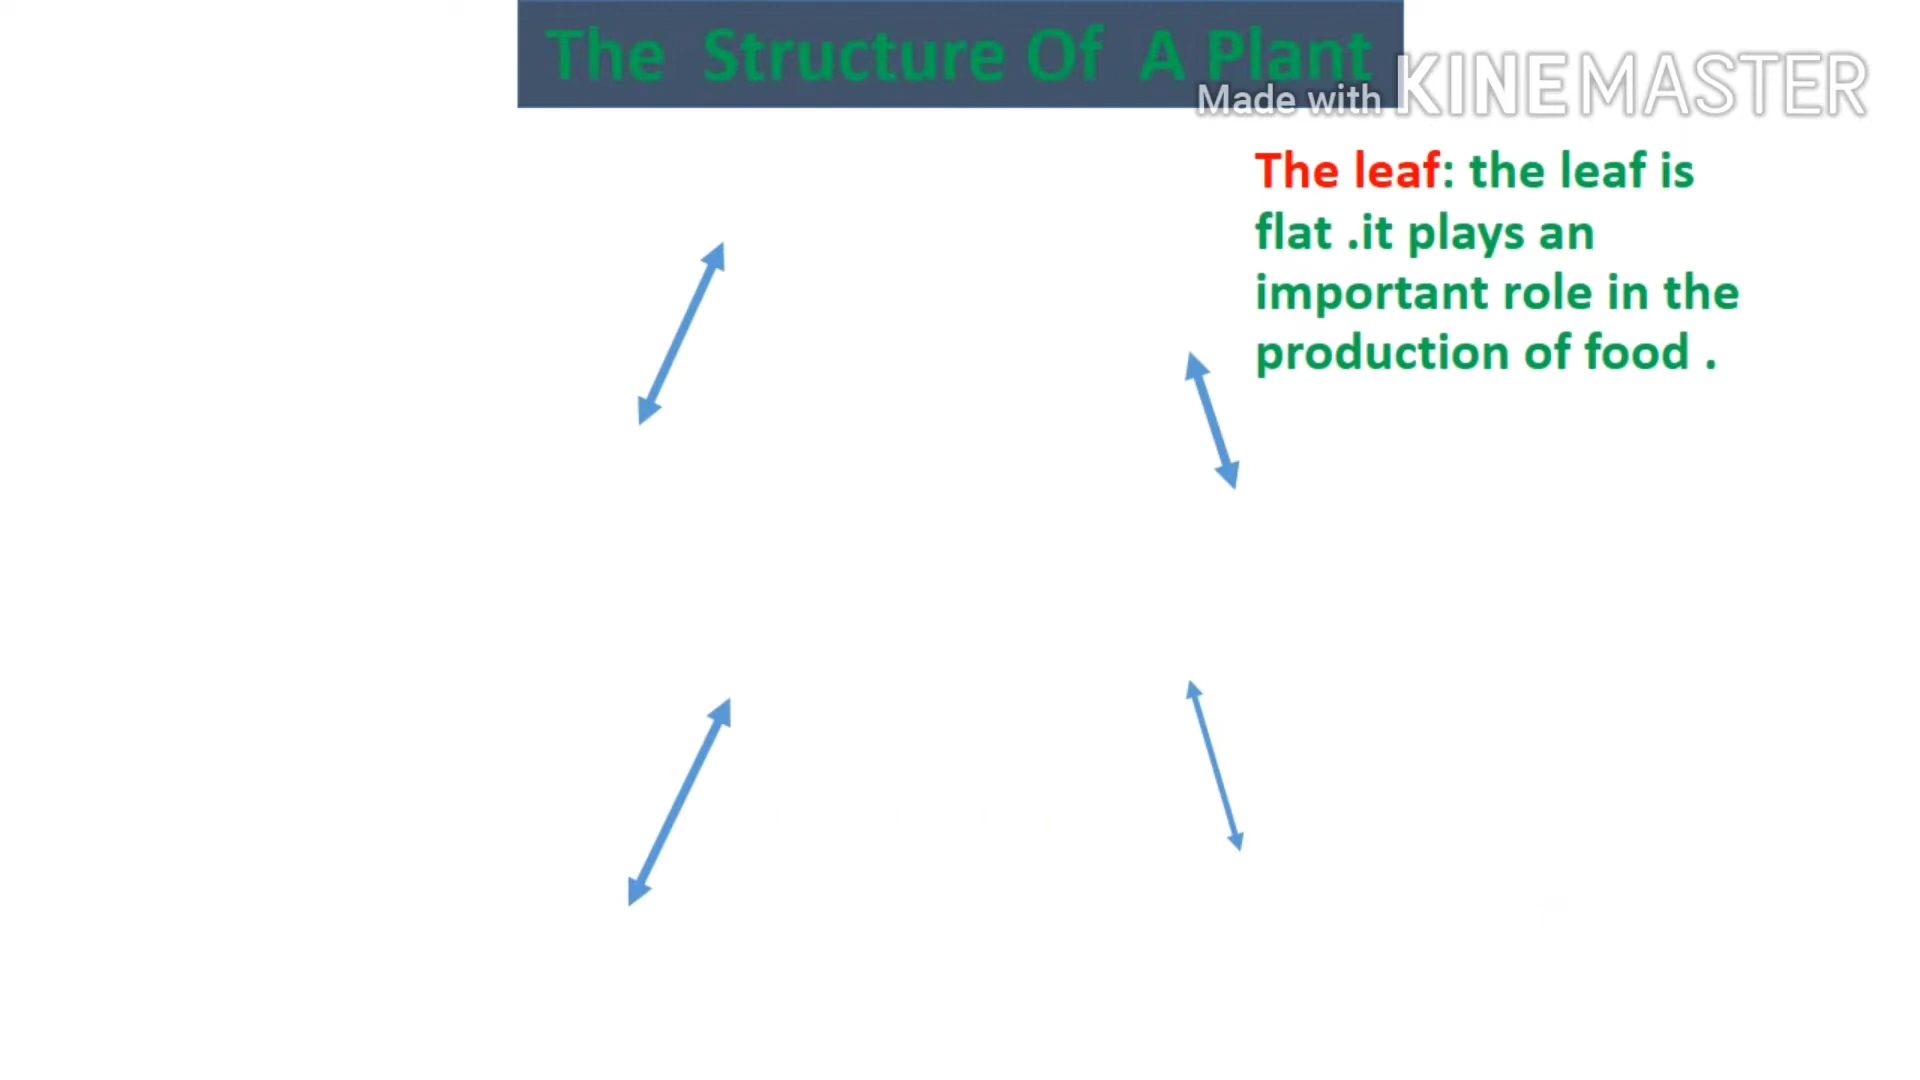 The Structure Of A Plant
Made with KINEMASTER
The leaf: the leaf is
flat .it plays an
important role in the
production of food .